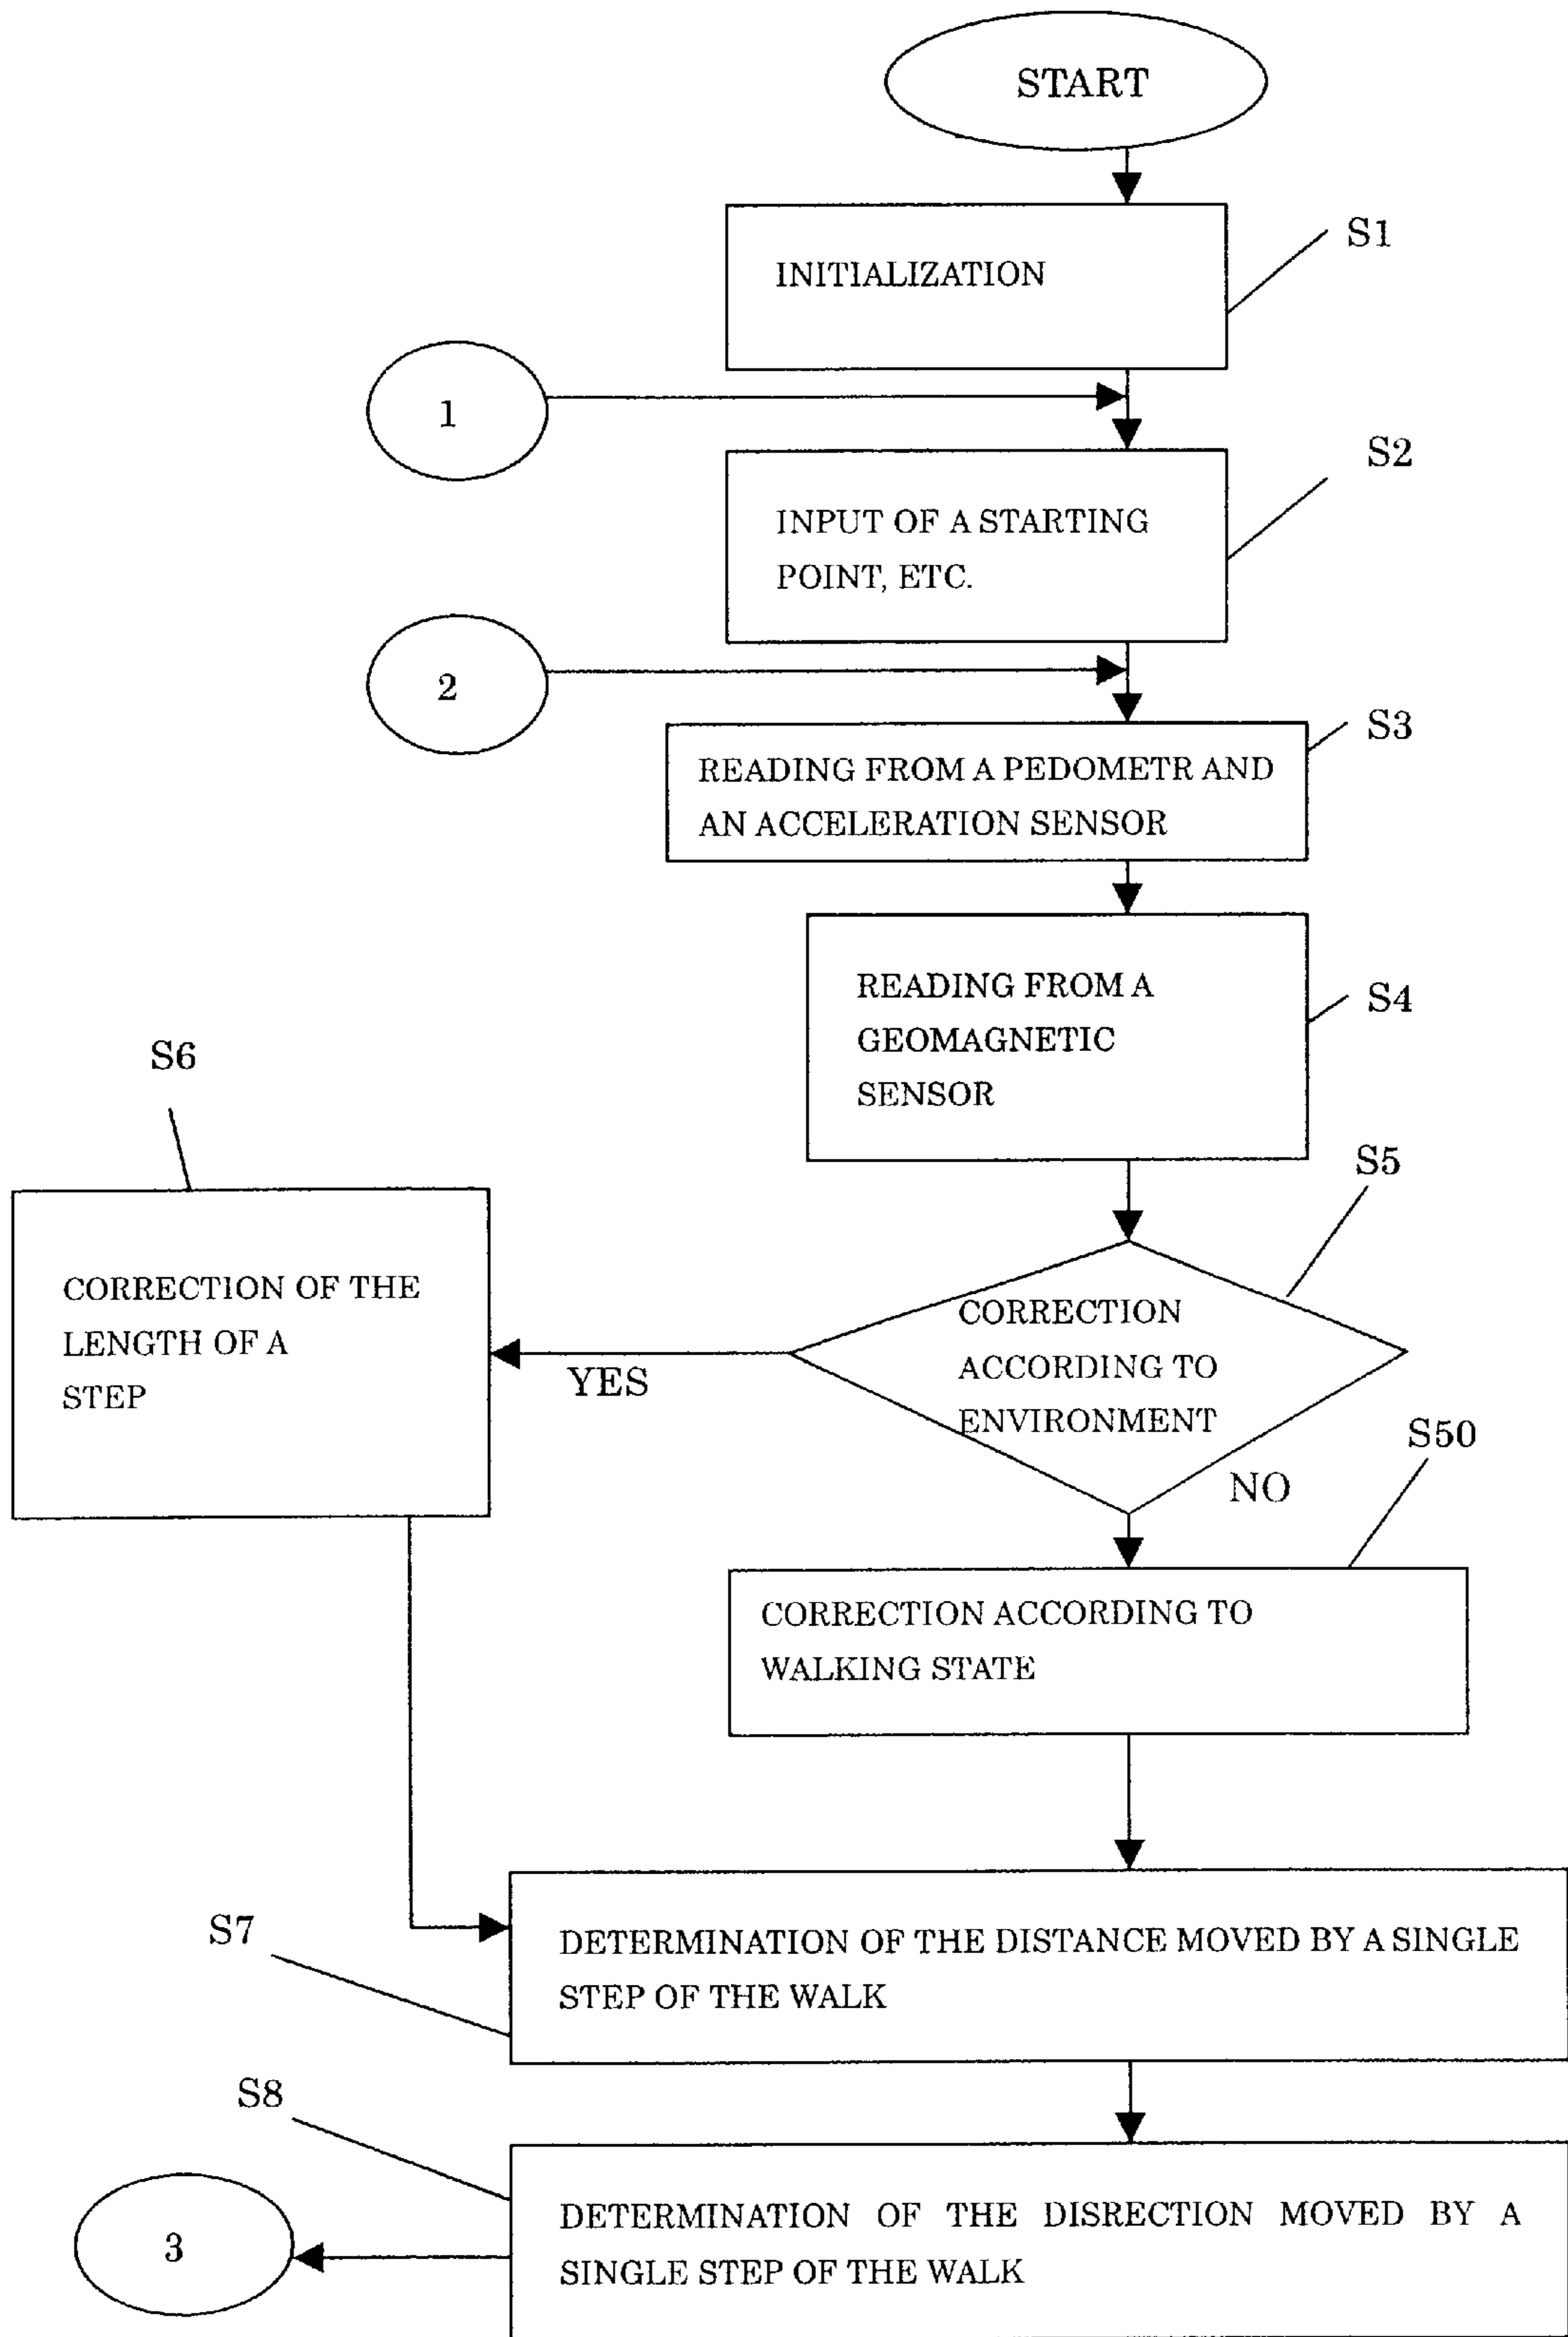 START
S1
INITIALIZATION
1
S2
INPUT OF A STARTING
POINT, ETC.
2
S3
READING FROM A PEDOMETR AND
AN ACCELERATION SENSOR
READING FROM A
GEOMAGNETIC
SENSOR
S4
S6
S5
CORRECTION OF THE
LENGTH OF A
STEP
CORRECTION
ACCORDING TO
ENVIRONMENT
YES
NO
S50
CORRECTION ACCORDING TO
WALKING STATE
S7
DETERMINATION OF THE DISTANCE MOVED BY A SINGLE
STEP OF THE WALK
S8
DETERMINATION OF THE DISRECTION MOVED BY A
SINGLE STEP OF THE WALK
3